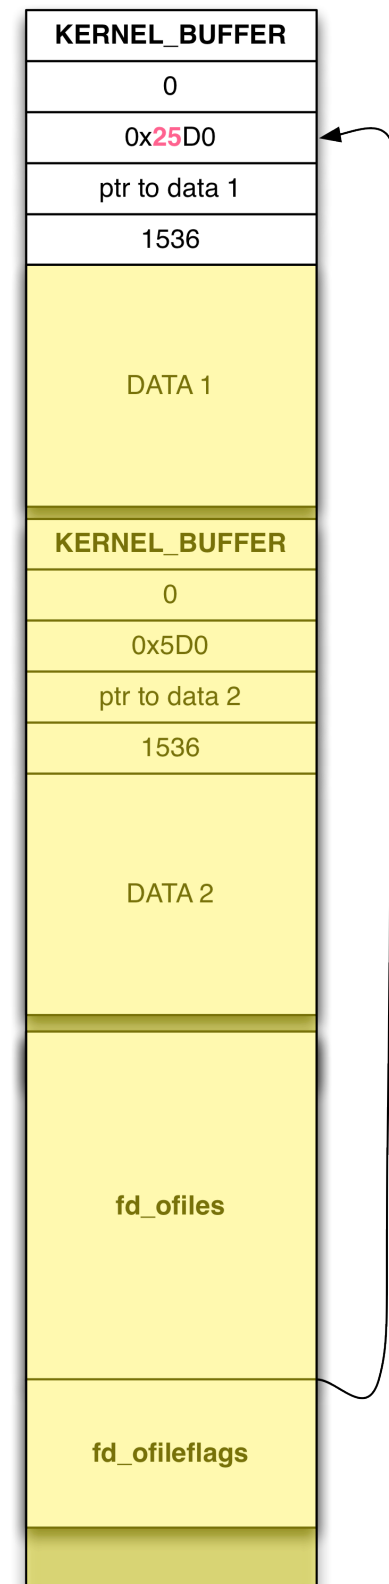 KERNEL_BUFFER
0
0x25D0
ptr to data 1
1536
DATA 1
KERNEL_BUFFER
0
0x5D0
ptr to data 2
1536
DATA 2
fd_ofiles
fd_ofileflags